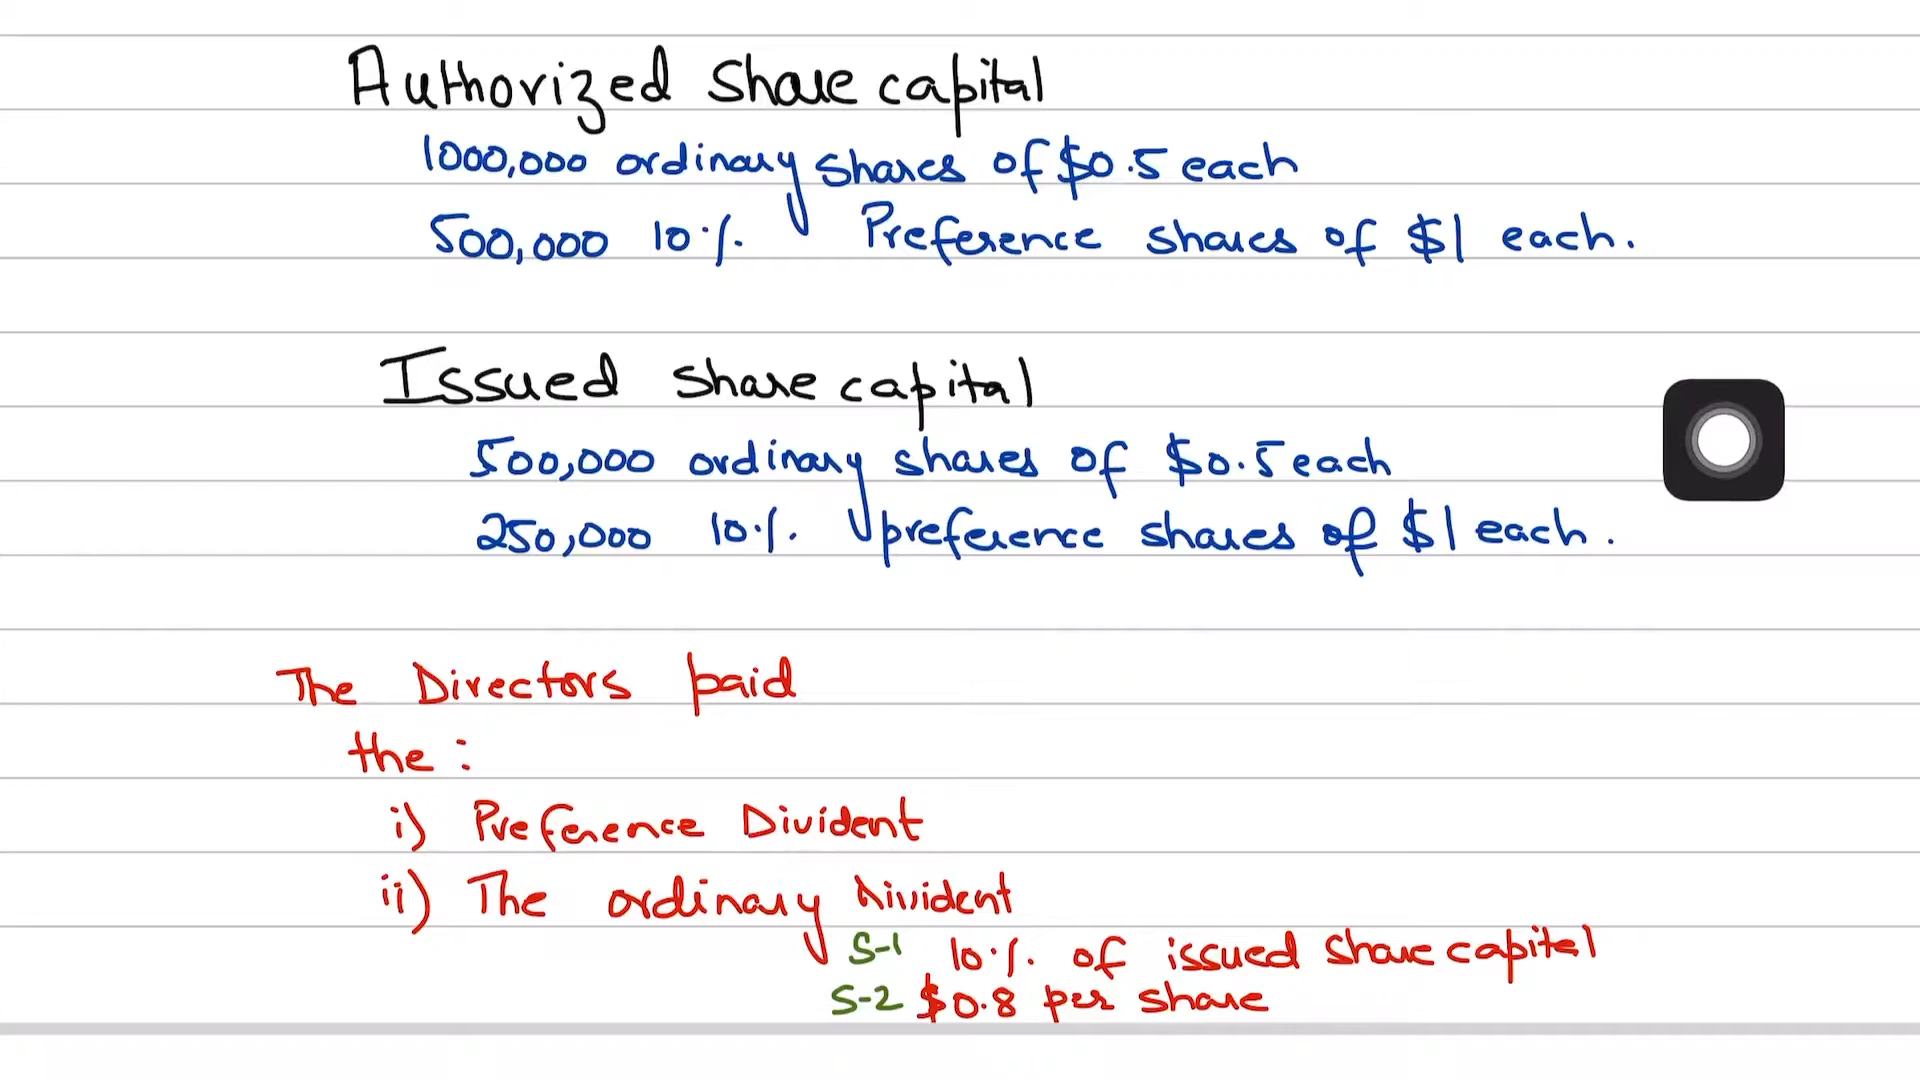 Authorized share capital
1000,000 ordinary shares of $0.5 each
500,000 10% Preference shares of $1 each.
Issued share capital
500,000 ordinary shares of $0.5 each
250,000 10% preference shares of $1 each.
The Directors paid
the :
i) Preference Divident
ii) The ordinary Divident
S-1 10% of issued share capital
S-2 $0.8 per share